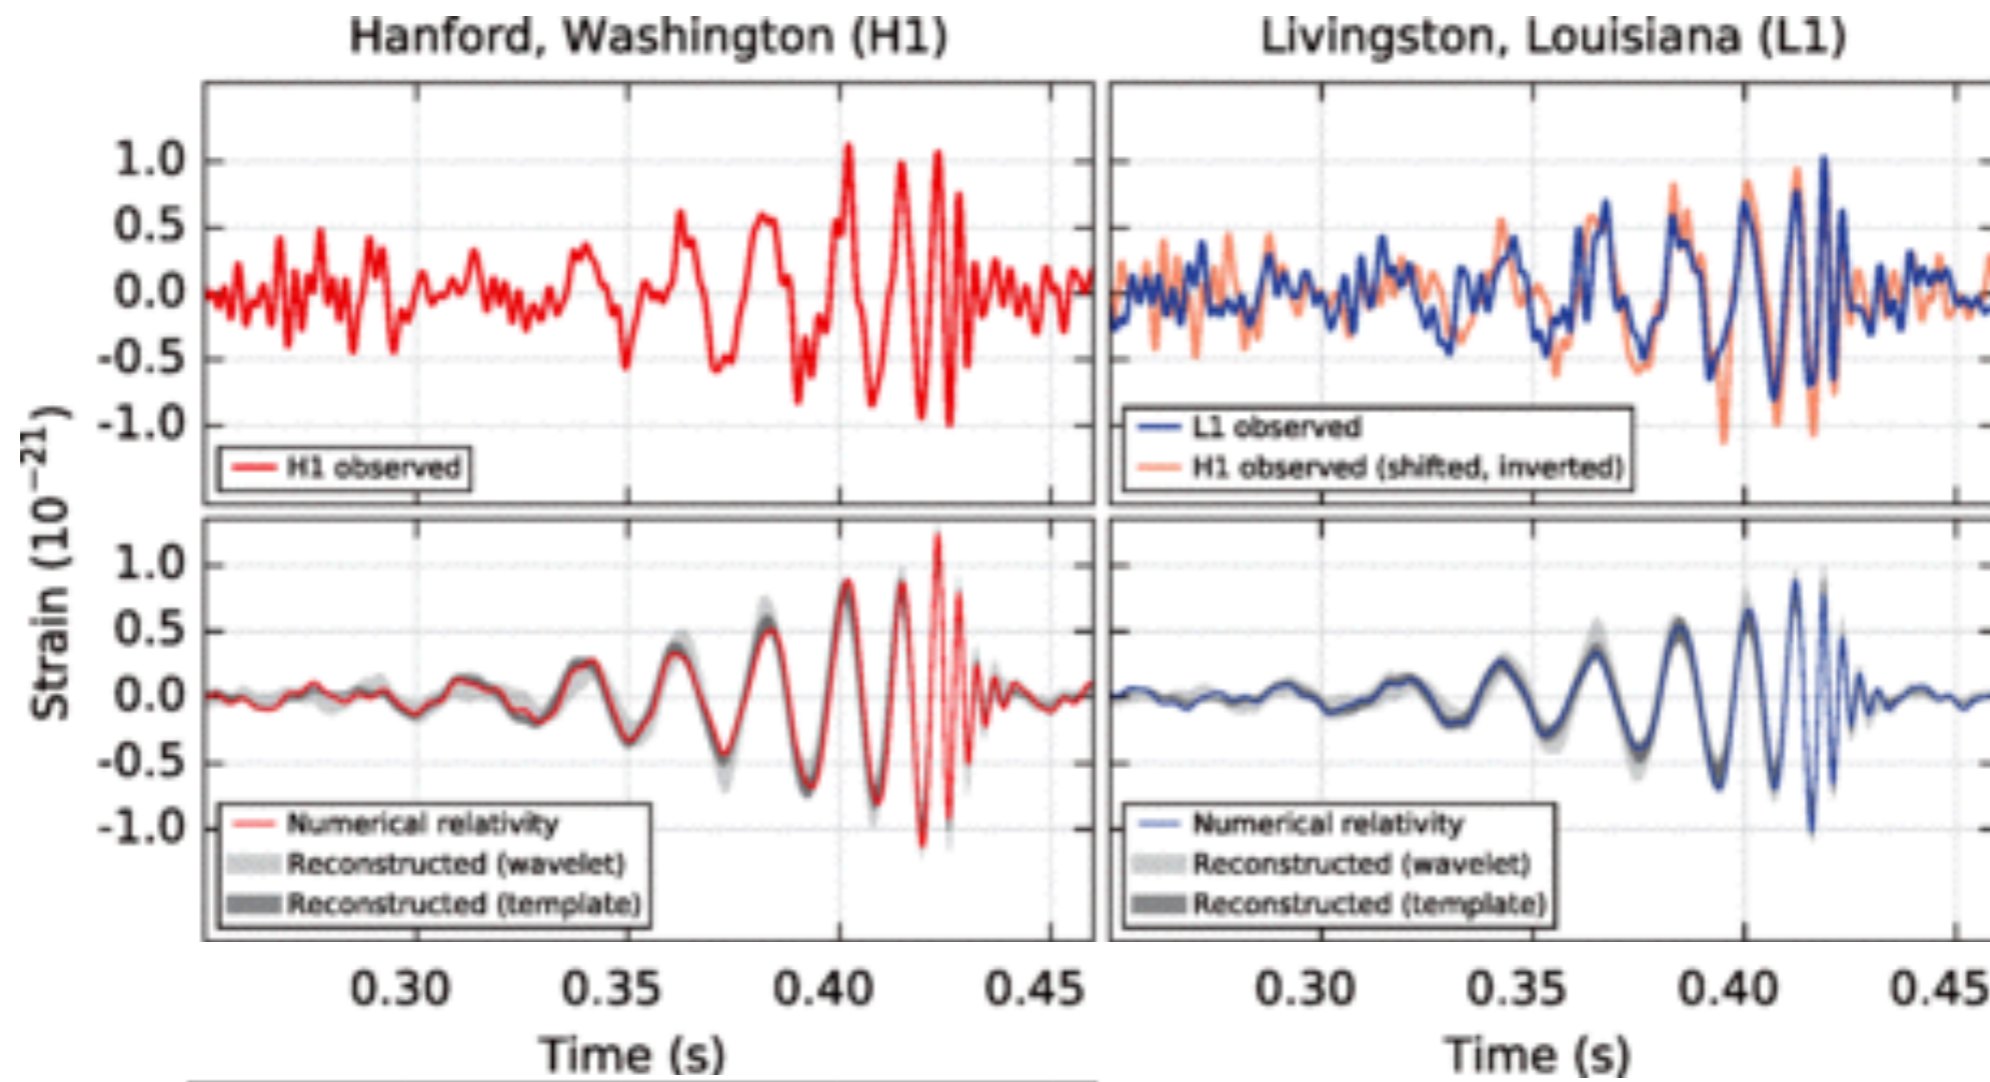 Hanford, Washington (H1)
Livingston, Louisiana (L1)
Strain (10⁻²¹)
1.0
0.5
0.0
-0.5
-1.0
H1 observed
L1 observed
H1 observed (shifted, inverted)
1.0
0.5
0.0
-0.5
-1.0
Numerical relativity
Reconstructed (wavelet)
Reconstructed (template)
Numerical relativity
Reconstructed (wavelet)
Reconstructed (template)
0.30 0.35 0.40 0.45
0.30 0.35 0.40 0.45
Time (s)
Time (s)